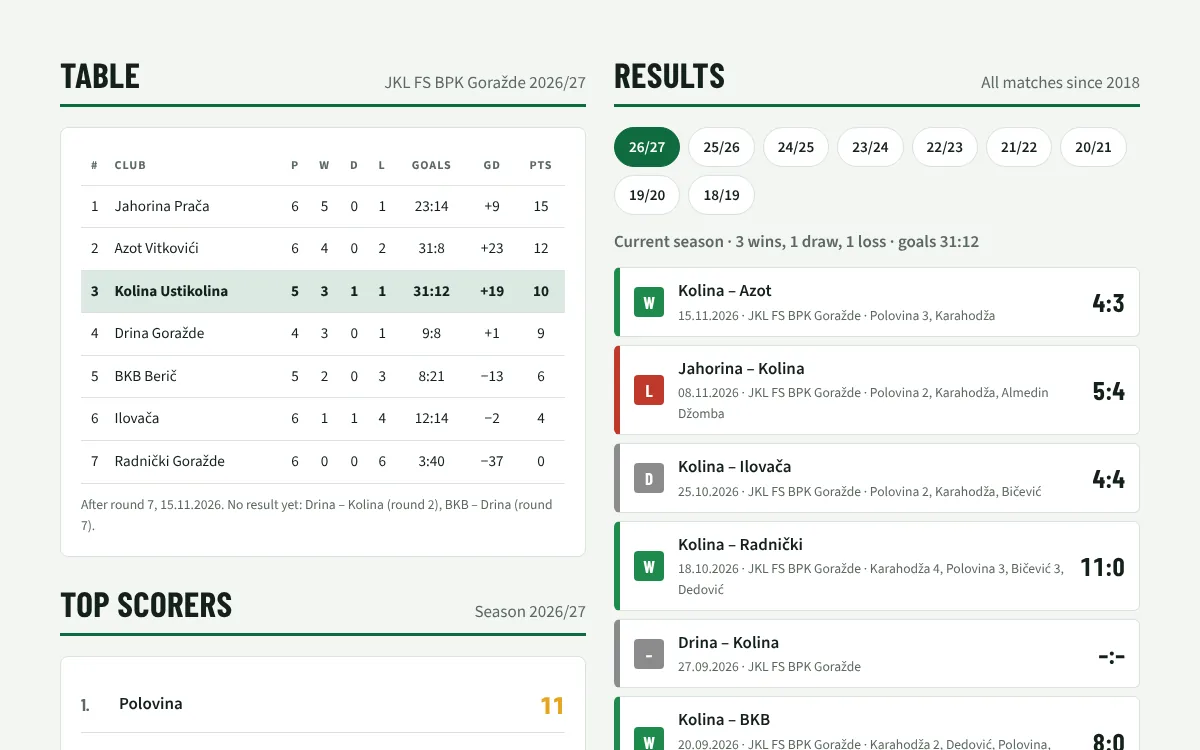 TABLE
JKL FS BPK Goražde 2026/27
# CLUB P W D L GOALS GD PTS
1 Jahorina Prača 6 5 0 1 23:14 +9 15
2 Azot Vitkovići 6 4 0 2 31:8 +23 12
3 Kolina Ustikolina 5 3 1 1 31:12 +19 10
4 Drina Goražde 4 3 0 1 9:8 +1 9
5 BKB Berič 5 2 0 3 8:21 −13 6
6 Ilovača 6 1 1 4 12:14 −2 4
7 Radnički Goražde 6 0 0 6 3:40 −37 0
After round 7, 15.11.2026. No result yet: Drina – Kolina (round 2), BKB – Drina (round
7).
TOP SCORERS
Season 2026/27
1. Polovina 11
RESULTS
All matches since 2018
26/27 25/26 24/25 23/24 22/23 21/22 20/21
19/20 18/19
Current season · 3 wins, 1 draw, 1 loss · goals 31:12
W
Kolina – Azot
15.11.2026 · JKL FS BPK Goražde · Polovina 3, Karahodža
4:3
L
Jahorina – Kolina
08.11.2026 · JKL FS BPK Goražde · Polovina 2, Karahodža, Almedin
Džomba
5:4
D
Kolina – Ilovača
25.10.2026 · JKL FS BPK Goražde · Polovina 2, Karahodža, Bičević
4:4
W
Kolina – Radnički
18.10.2026 · JKL FS BPK Goražde · Karahodža 4, Polovina 3, Bičević 3,
Dedović
11:0
–
Drina – Kolina
27.09.2026 · JKL FS BPK Goražde
–:–
W
Kolina – BKB
20.09.2026 · JKL FS BPK Goražde · Karahodža 2, Dedović, Polovina,
8:0